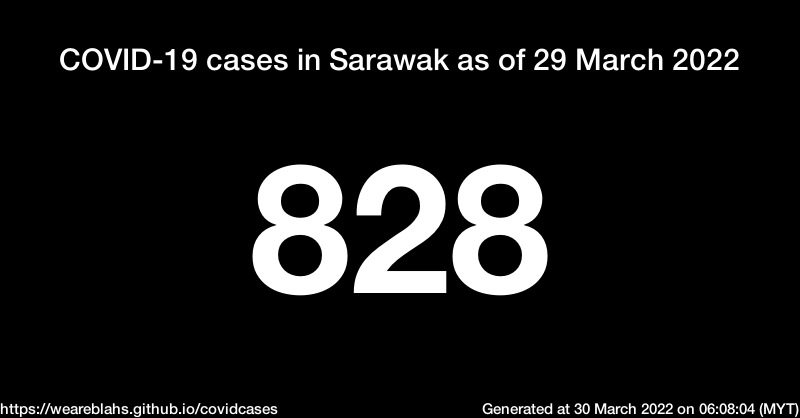 COVID-19 cases in Sarawak as of 29 March 2022
828
https://weareblahs.github.io/covidcases
Generated at 30 March 2022 on 06:08:04 (MYT)